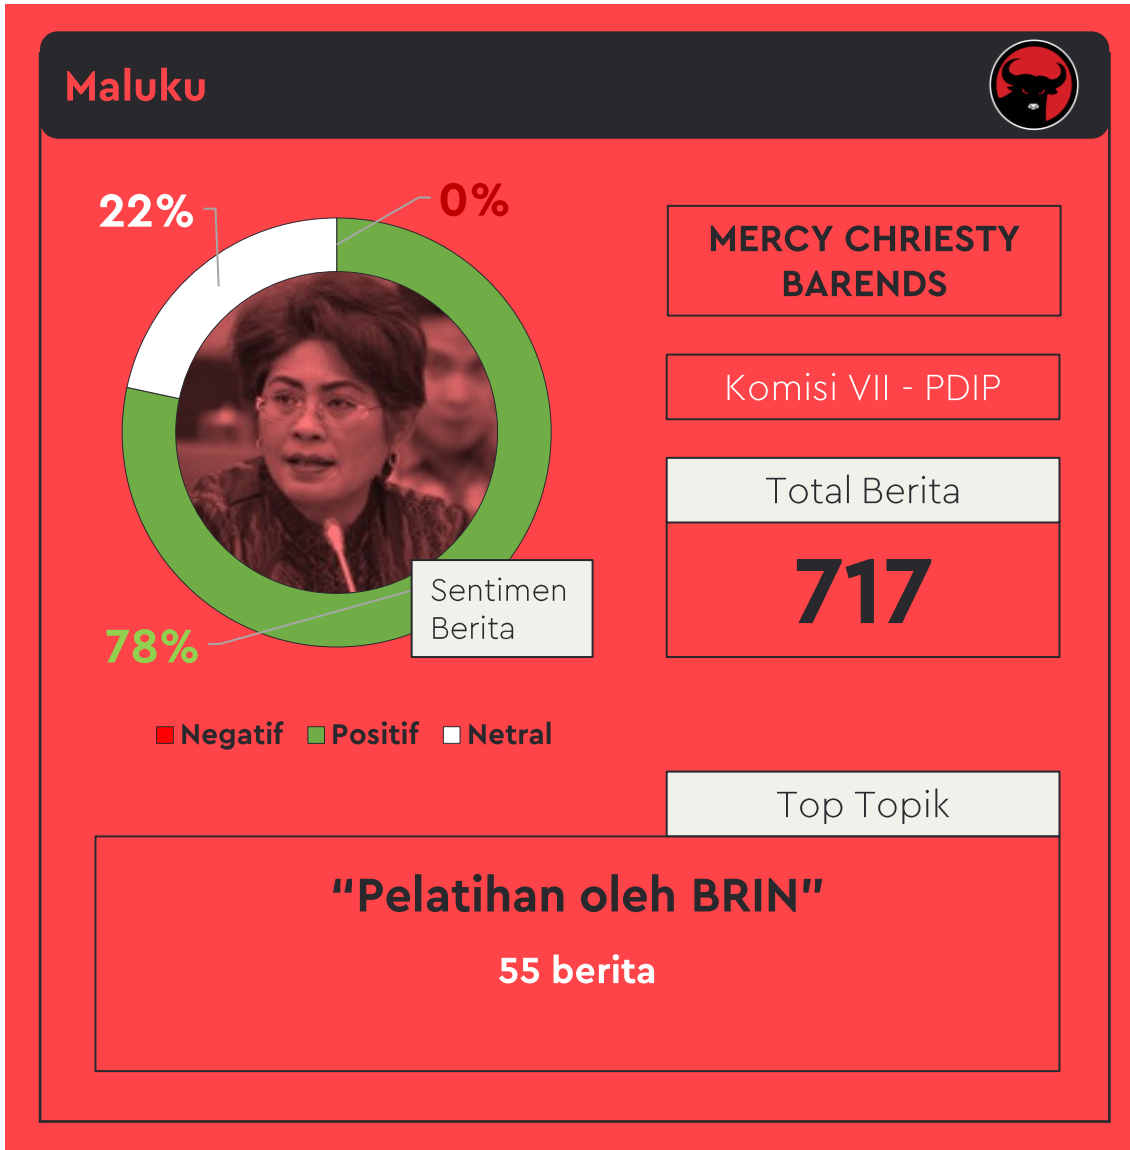 Maluku
22%
0%
MERCY CHRIESTY
BARENDS
Komisi VII - PDIP
Total Berita
717
Sentimen
Berita
78%
Negatif Positif Netral
Top Topik
“Pelatihan oleh BRIN”
55 berita